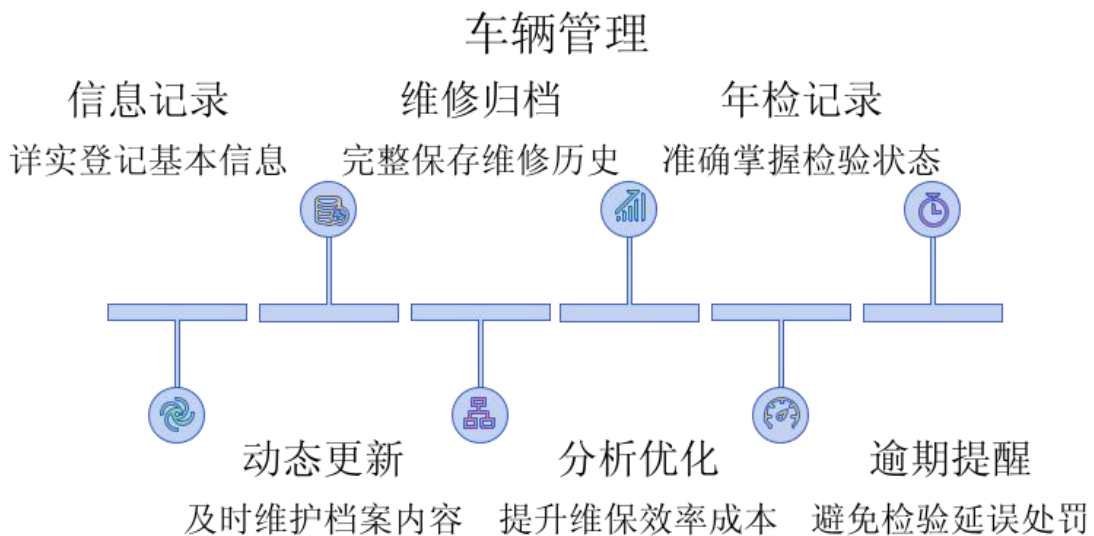 车辆管理
信息记录
详实登记基本信息
维修归档
完整保存维修历史
年检记录
准确掌握检验状态
动态更新
及时维护档案内容
分析优化
提升维保效率成本
逾期提醒
避免检验延误处罚